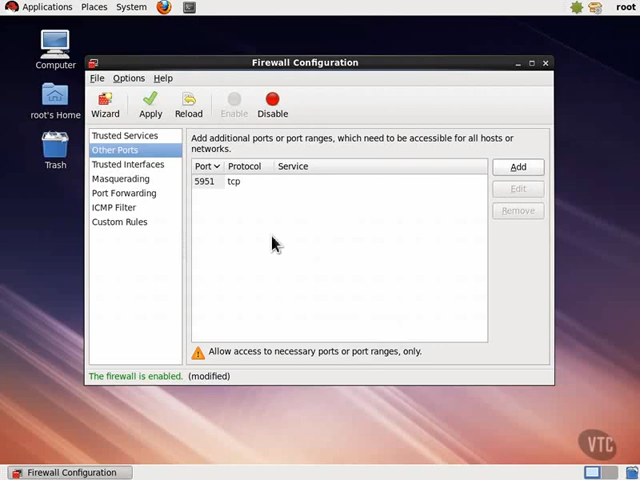 Applications Places System
root
Computer
root's Home
Trash
Firewall Configuration
File Options Help
Wizard Apply Reload Enable Disable
Trusted Services
Other Ports
Trusted Interfaces
Masquerading
Port Forwarding
ICMP Filter
Custom Rules
Add additional ports or port ranges, which need to be accessible for all hosts or
networks.
Port Protocol Service
5951 tcp
Add
Edit
Remove
Allow access to necessary ports or port ranges, only.
The firewall is enabled. (modified)
VTC
Firewall Configuration